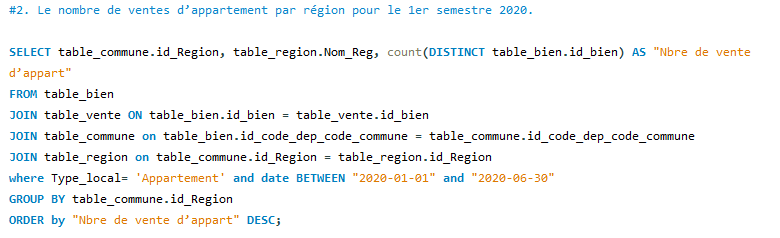 #2. Le nombre de ventes d’appartement par région pour le 1er semestre 2020.
SELECT table_commune.id_Region, table_region.Nom_Reg, count(DISTINCT table_bien.id_bien) AS "Nbre de vente
d’appart"
FROM table_bien
JOIN table_vente ON table_bien.id_bien = table_vente.id_bien
JOIN table_commune on table_bien.id_code_dep_code_commune = table_commune.id_code_dep_code_commune
JOIN table_region on table_commune.id_Region = table_region.id_Region
where Type_local= 'Appartement' and date BETWEEN "2020-01-01" and "2020-06-30"
GROUP BY table_commune.id_Region
ORDER by "Nbre de vente d’appart" DESC;